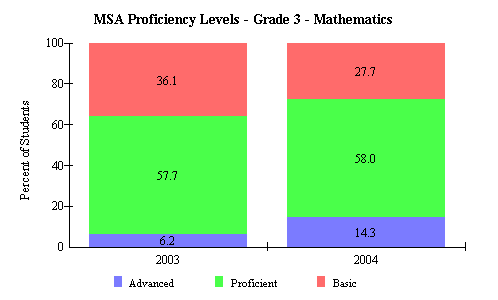 MSA Proficiency Levels - Grade 3 - Mathematics
Percent of Students
100
80
60
40
20
0
36.1
57.7
6.2
27.7
58.0
14.3
2003
2004
Advanced
Proficient
Basic